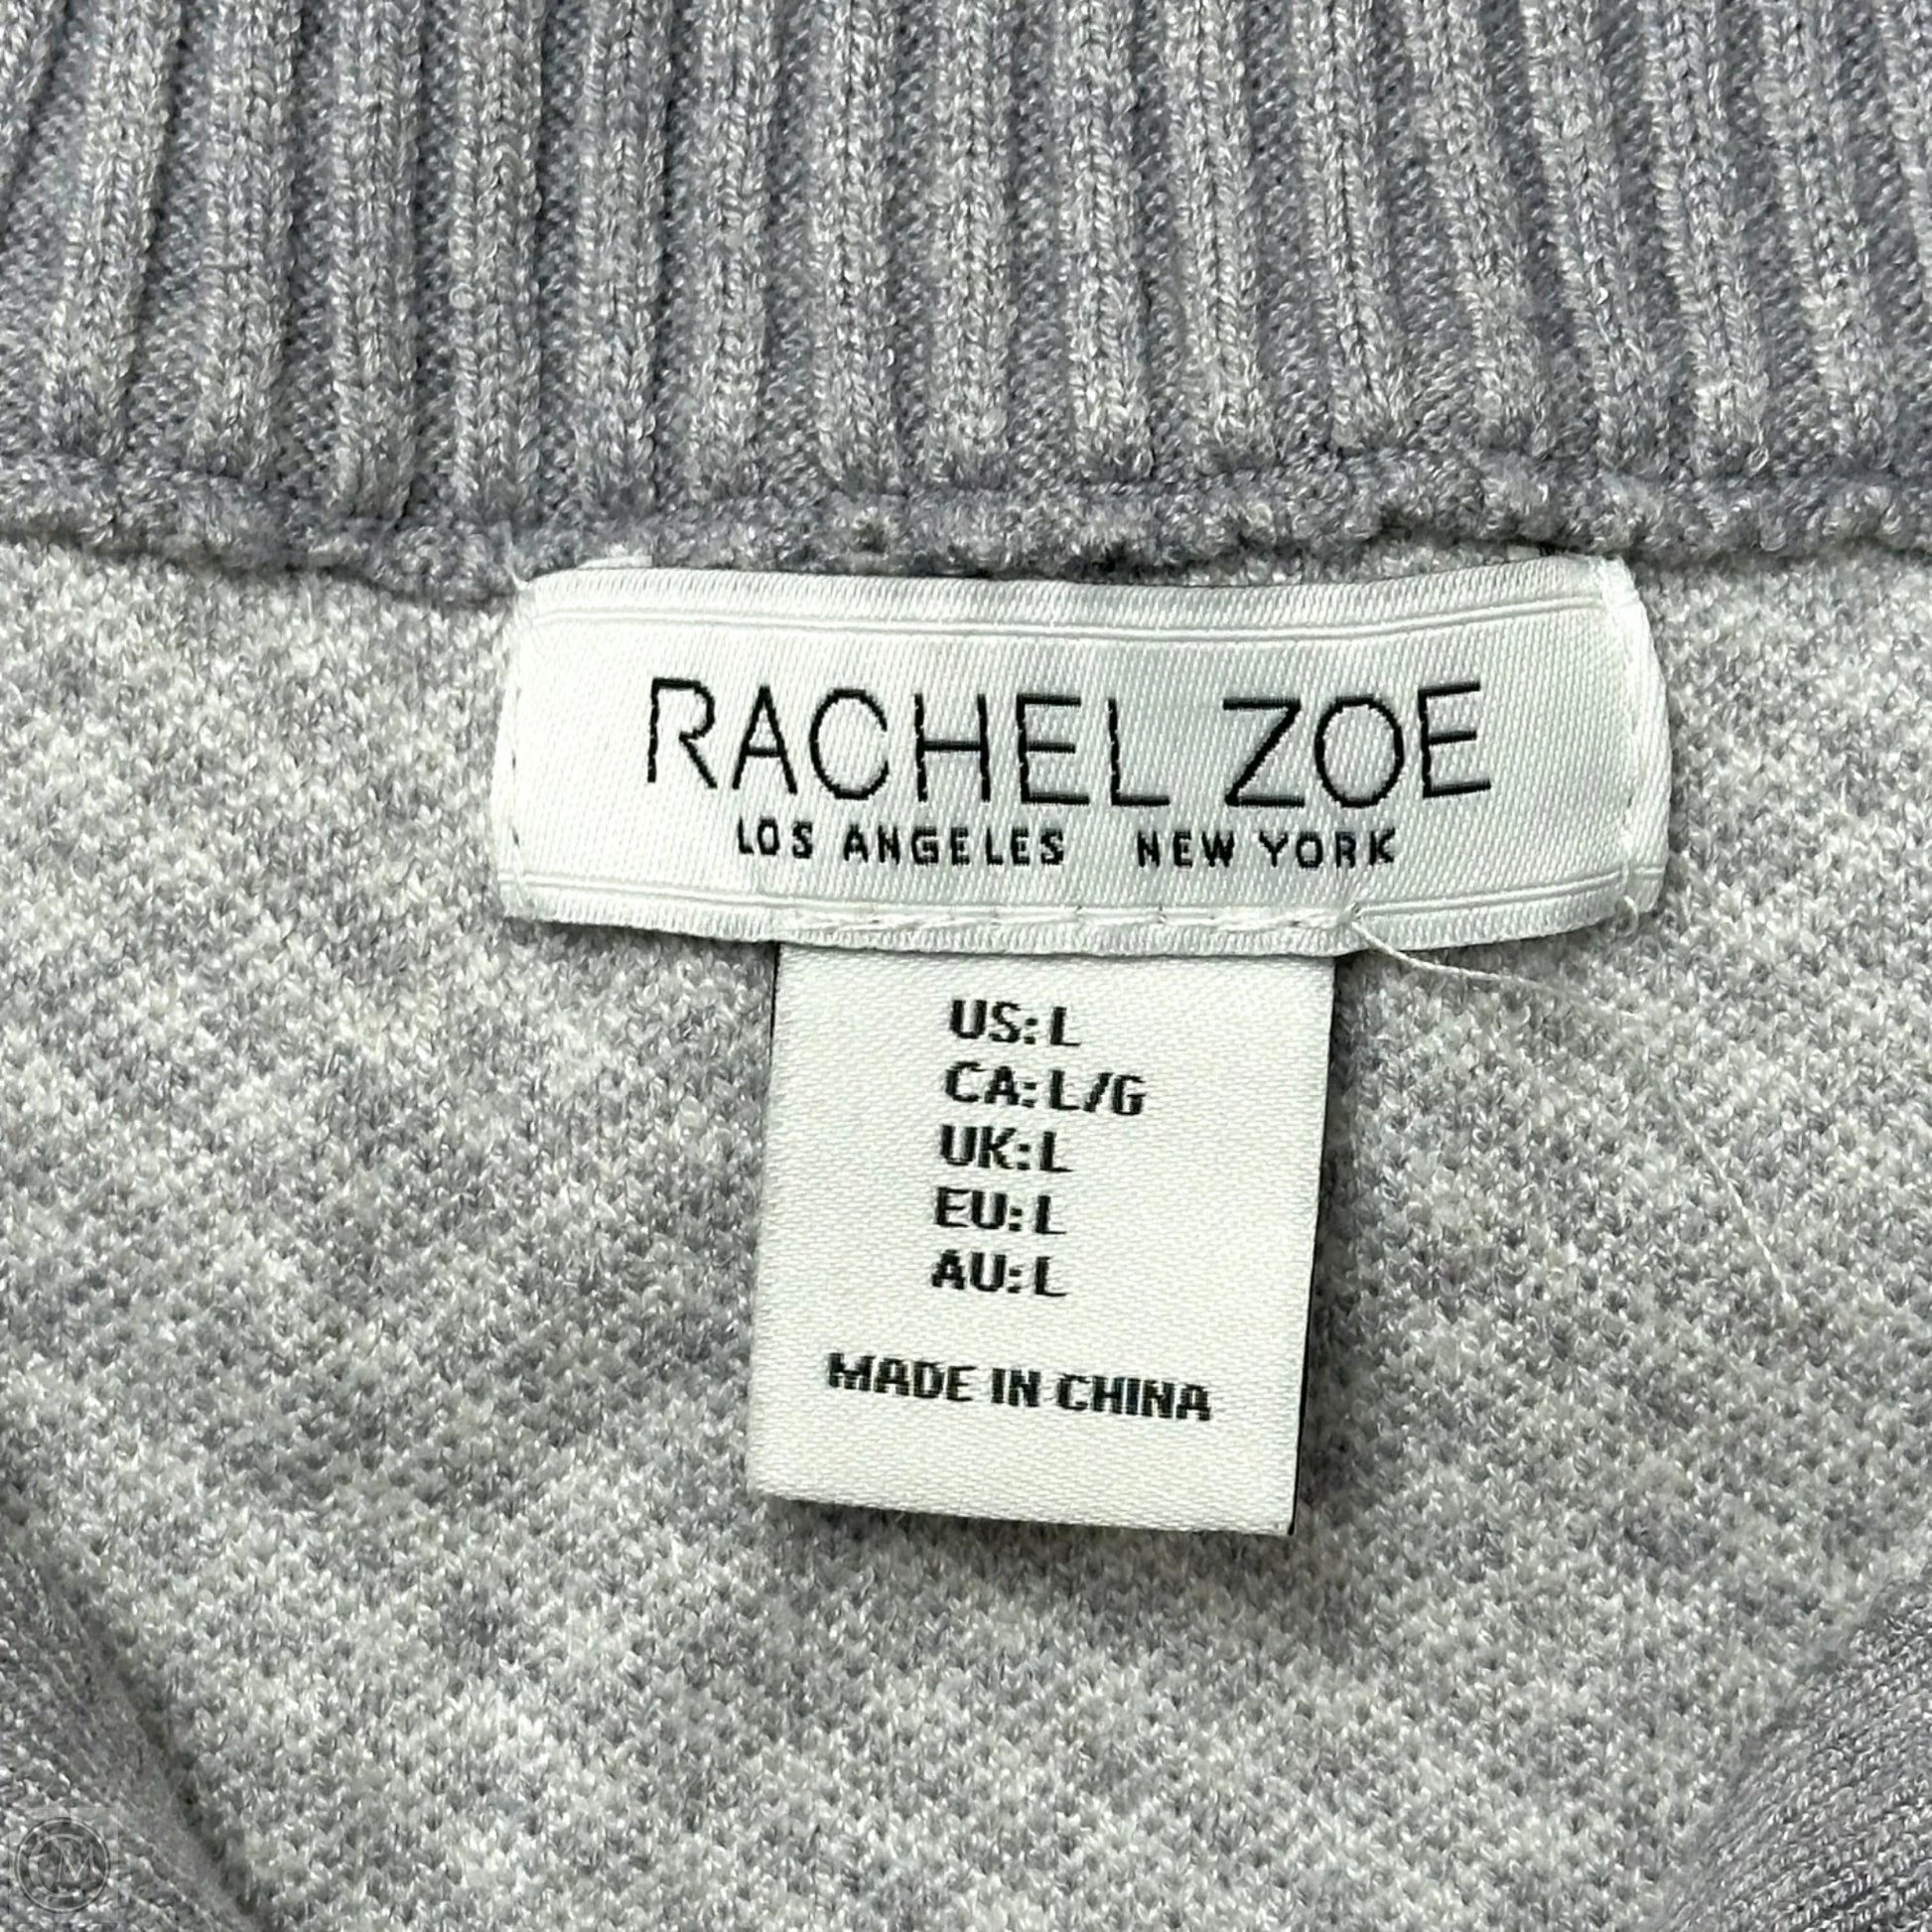 RACHEL ZOE
LOS ANGELES NEW YORK
US: L
CA: L/G
UK: L
EU: L
AU: L
MADE IN CHINA